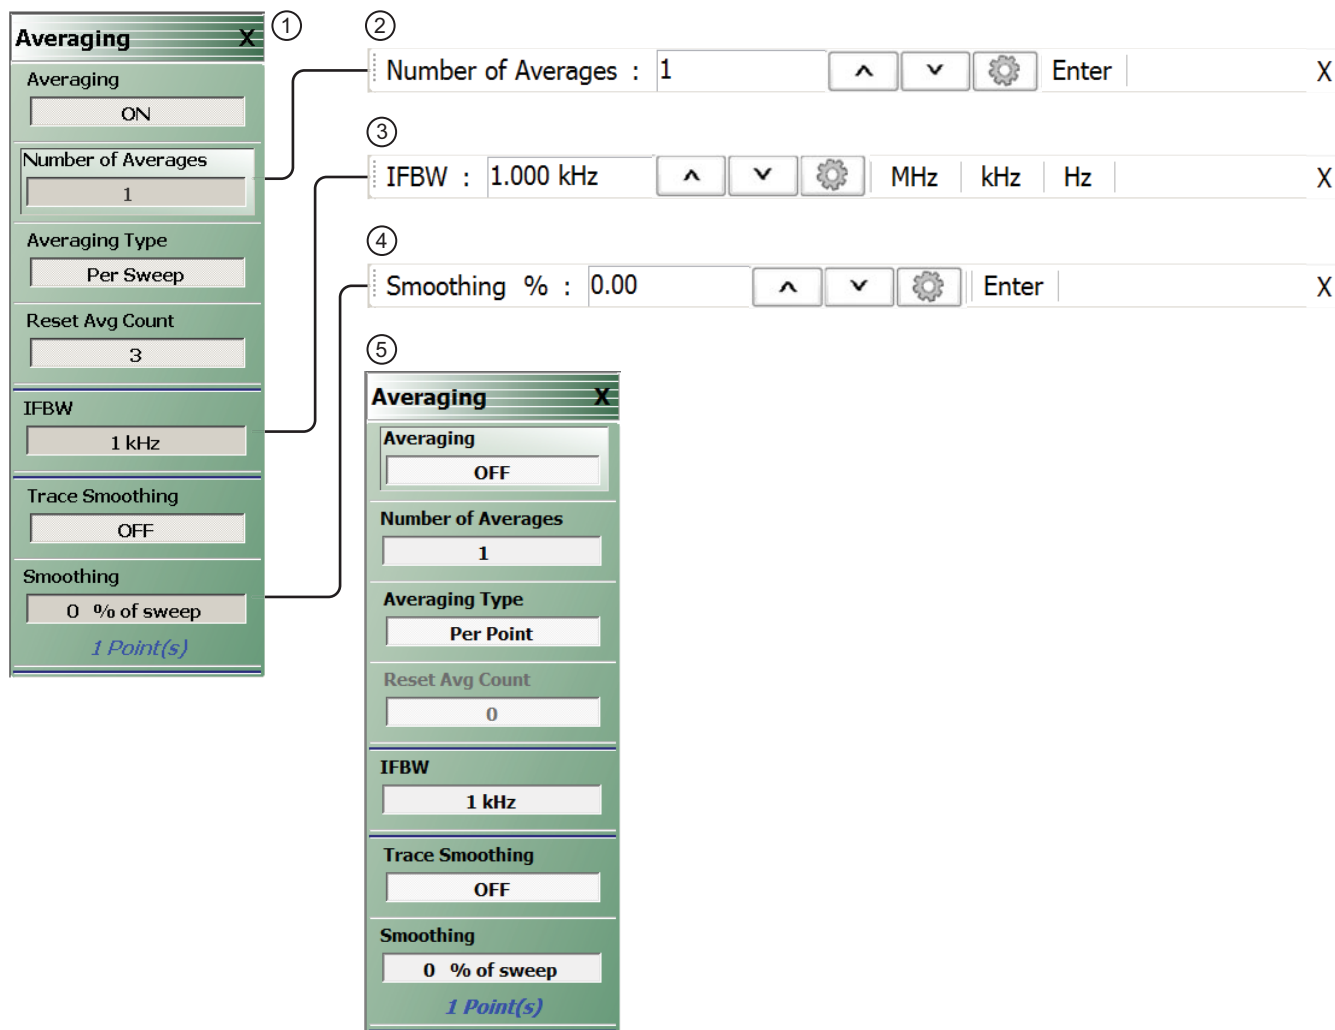 Averaging X
①
Averaging
ON
Number of Averages
1
Averaging Type
Per Sweep
Reset Avg Count
3
IFBW
1 kHz
Trace Smoothing
OFF
Smoothing
0 % of sweep
1 Point(s)
②
Number of Averages : 1 Enter X
③
IFBW : 1.000 kHz MHz kHz Hz X
④
Smoothing % : 0.00 Enter X
⑤
Averaging X
Averaging
OFF
Number of Averages
1
Averaging Type
Per Point
Reset Avg Count
0
IFBW
1 kHz
Trace Smoothing
OFF
Smoothing
0 % of sweep
1 Point(s)